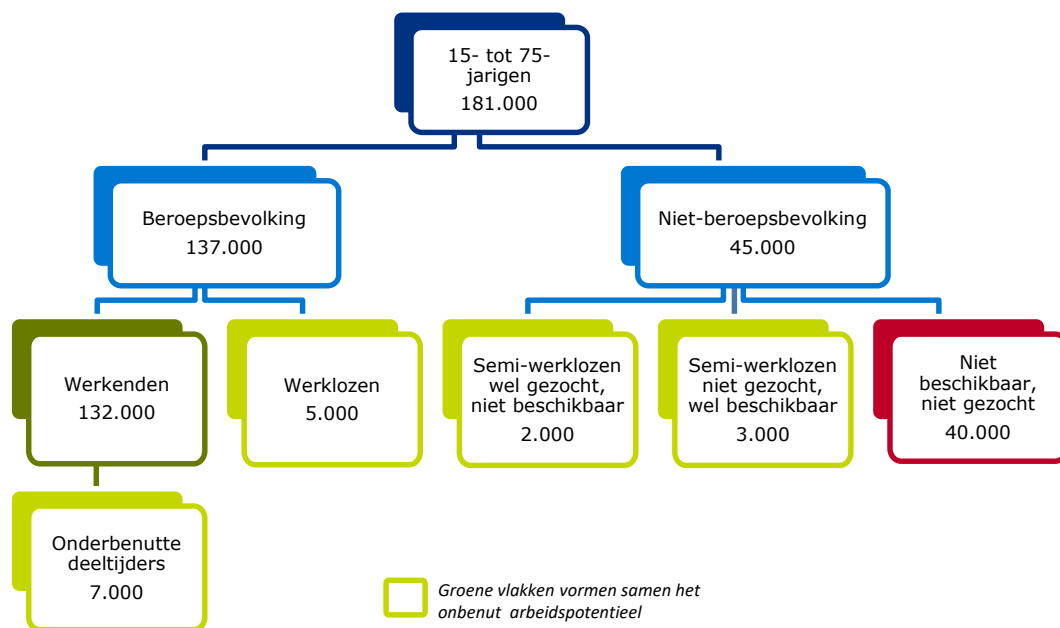 15- tot 75-
jarigen
181.000
Beroepsbevolking
137.000
Niet-beroepsbevolking
45.000
Werkenden
132.000
Werklozen
5.000
Semi-werklozen
wel gezocht,
niet beschikbaar
2.000
Semi-werklozen
niet gezocht,
wel beschikbaar
3.000
Niet
beschikbaar,
niet gezocht
40.000
Onderbenutte
deeltijders
7.000
Groene vlakken vormen samen het
onbenut arbeidspotentieel